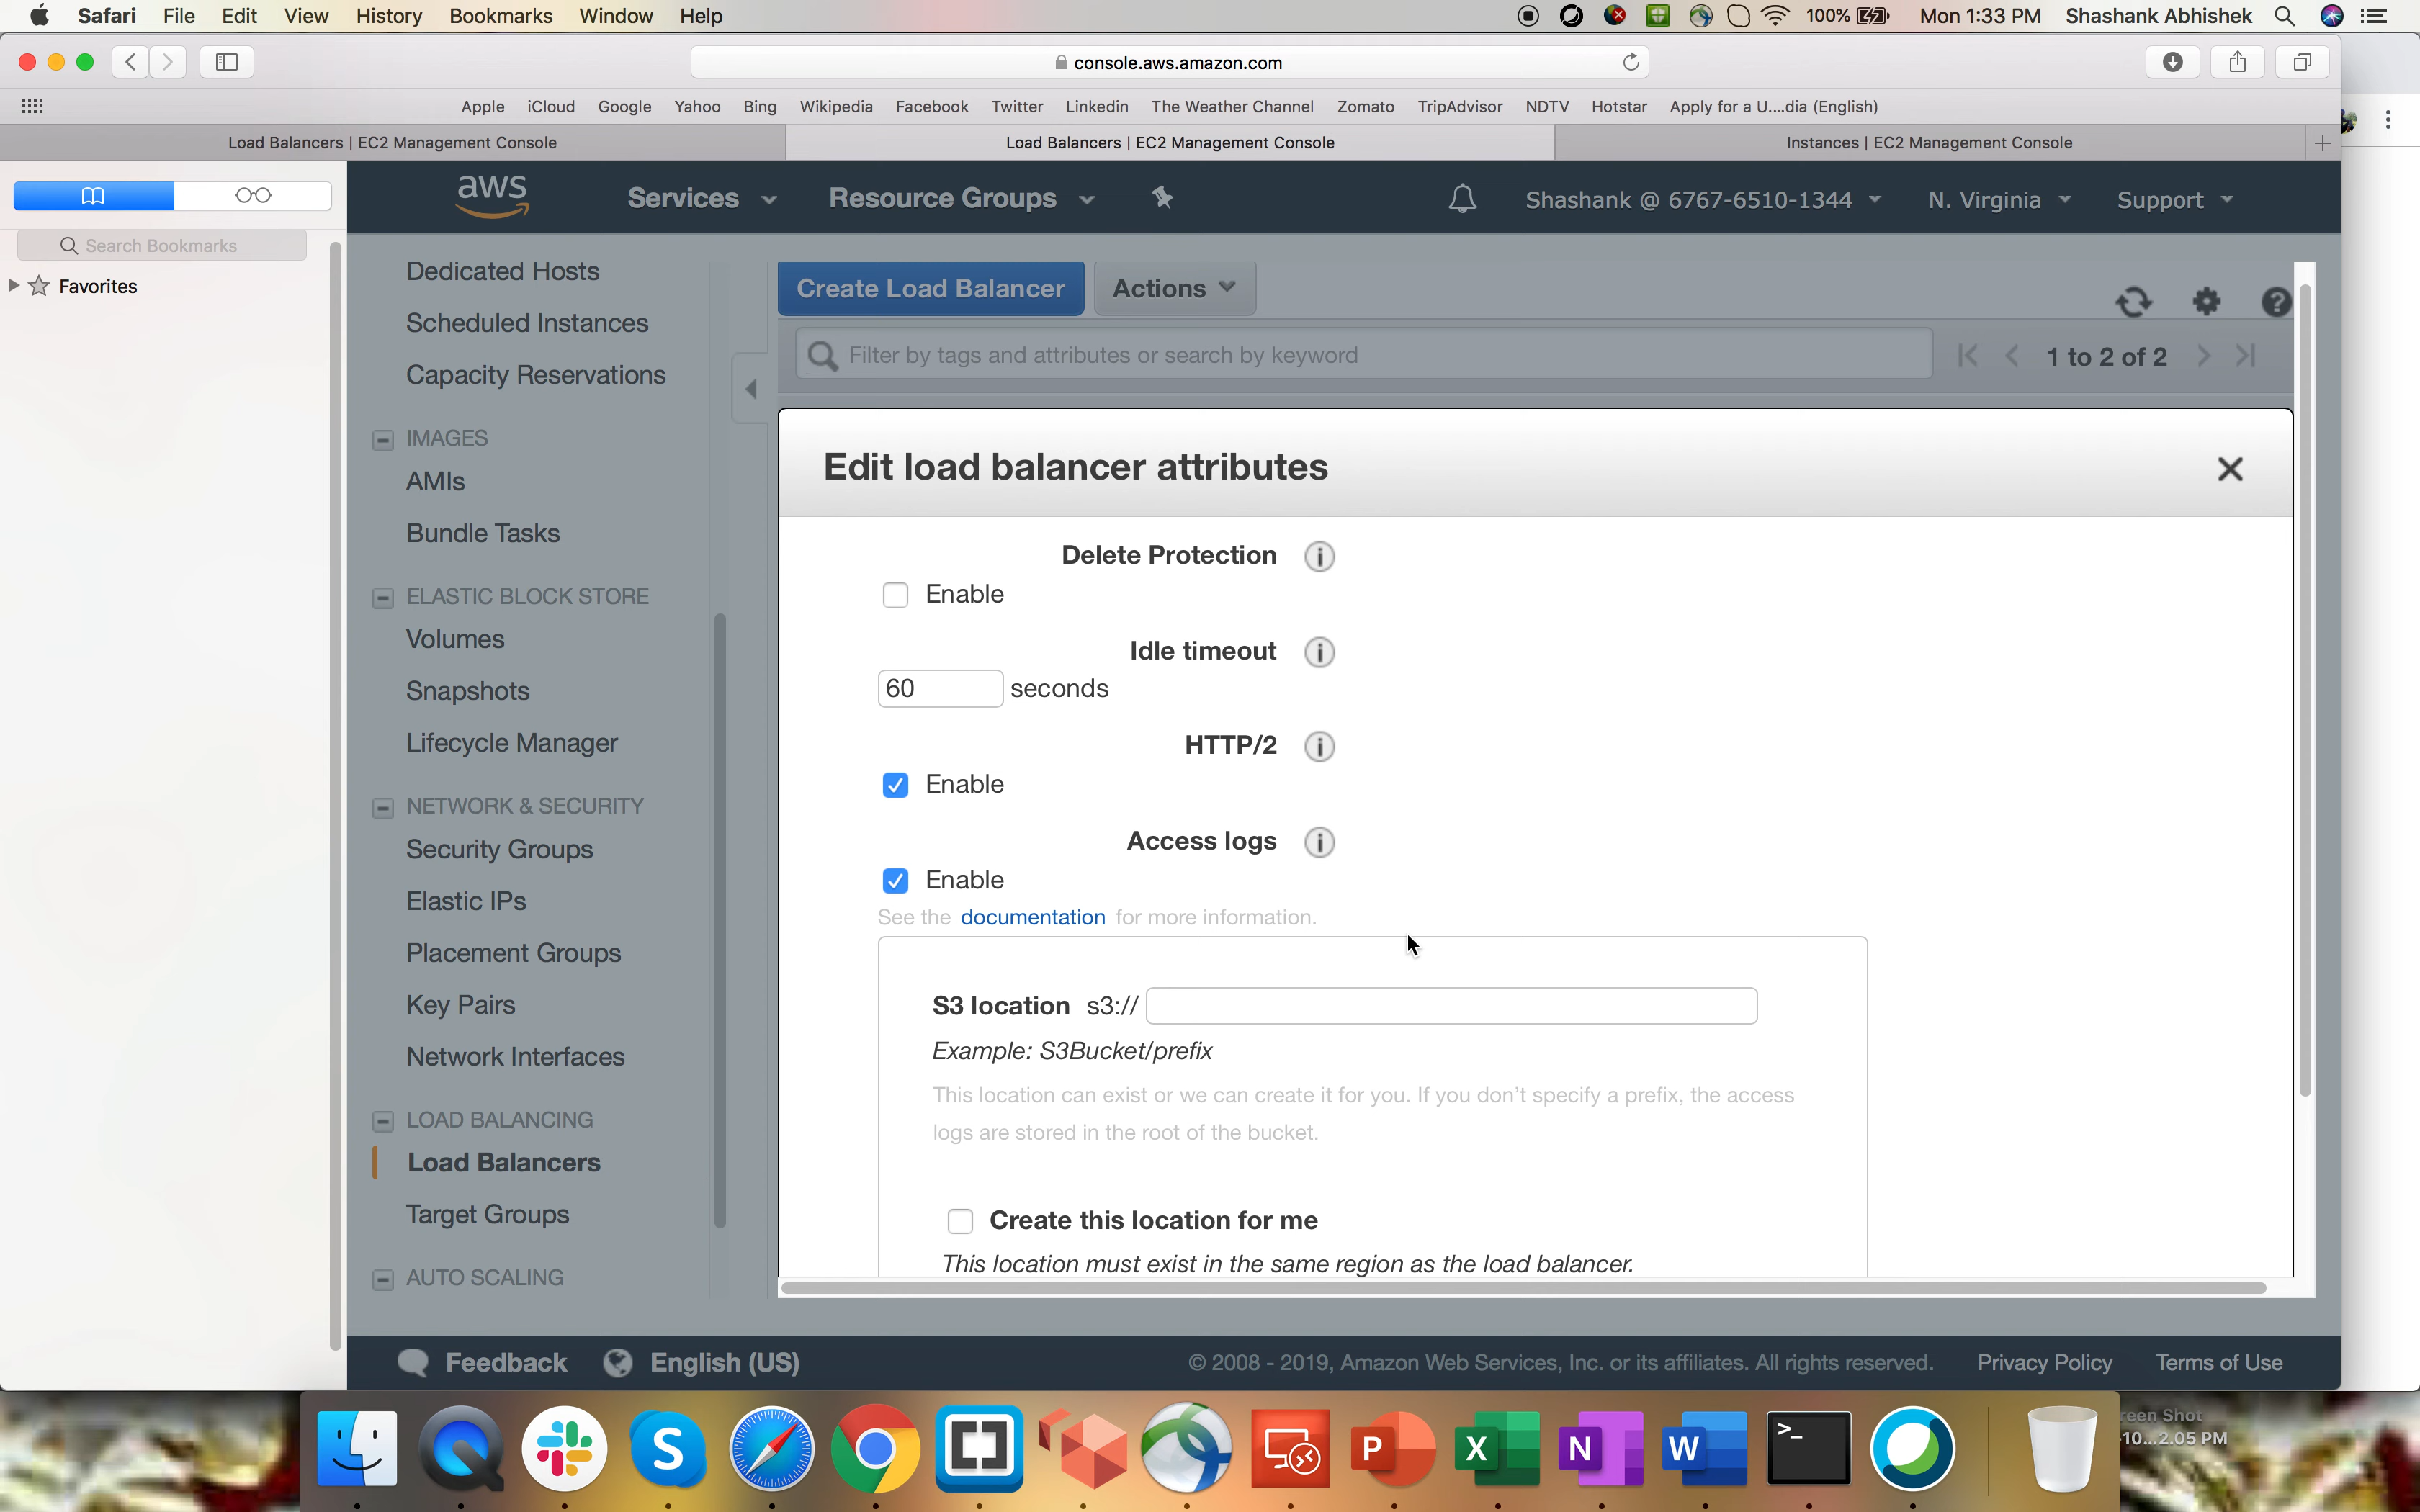 Safari File Edit View History Bookmarks Window Help 100% Mon 1:33 PM Shashank Abhishek
console.aws.amazon.com
Apple iCloud Google Yahoo Bing Wikipedia Facebook Twitter Linkedin The Weather Channel Zomato TripAdvisor NDTV Hotstar Apply for a U....dia (English)
Load Balancers | EC2 Management Console Load Balancers | EC2 Management Console Instances | EC2 Management Console
aws Services Resource Groups Shashank @ 6767-6510-1344 N. Virginia Support
Search Bookmarks
Favorites
Dedicated Hosts
Scheduled Instances
Capacity Reservations
IMAGES
AMIs
Bundle Tasks
ELASTIC BLOCK STORE
Volumes
Snapshots
Lifecycle Manager
NETWORK & SECURITY
Security Groups
Elastic IPs
Placement Groups
Key Pairs
Network Interfaces
LOAD BALANCING
Load Balancers
Target Groups
AUTO SCALING
Create Load Balancer Actions
Filter by tags and attributes or search by keyword 1 to 2 of 2
Edit load balancer attributes
Delete Protection
Enable
Idle timeout
60 seconds
HTTP/2
Enable
Access logs
Enable
See the documentation for more information.
S3 location s3://
Example: S3Bucket/prefix
This location can exist or we can create it for you. If you don't specify a prefix, the access
logs are stored in the root of the bucket.
Create this location for me
This location must exist in the same region as the load balancer.
Feedback English (US) © 2008 - 2019, Amazon Web Services, Inc. or its affiliates. All rights reserved. Privacy Policy Terms of Use
S P X N W >_
reen Shot
10...2.05 PM